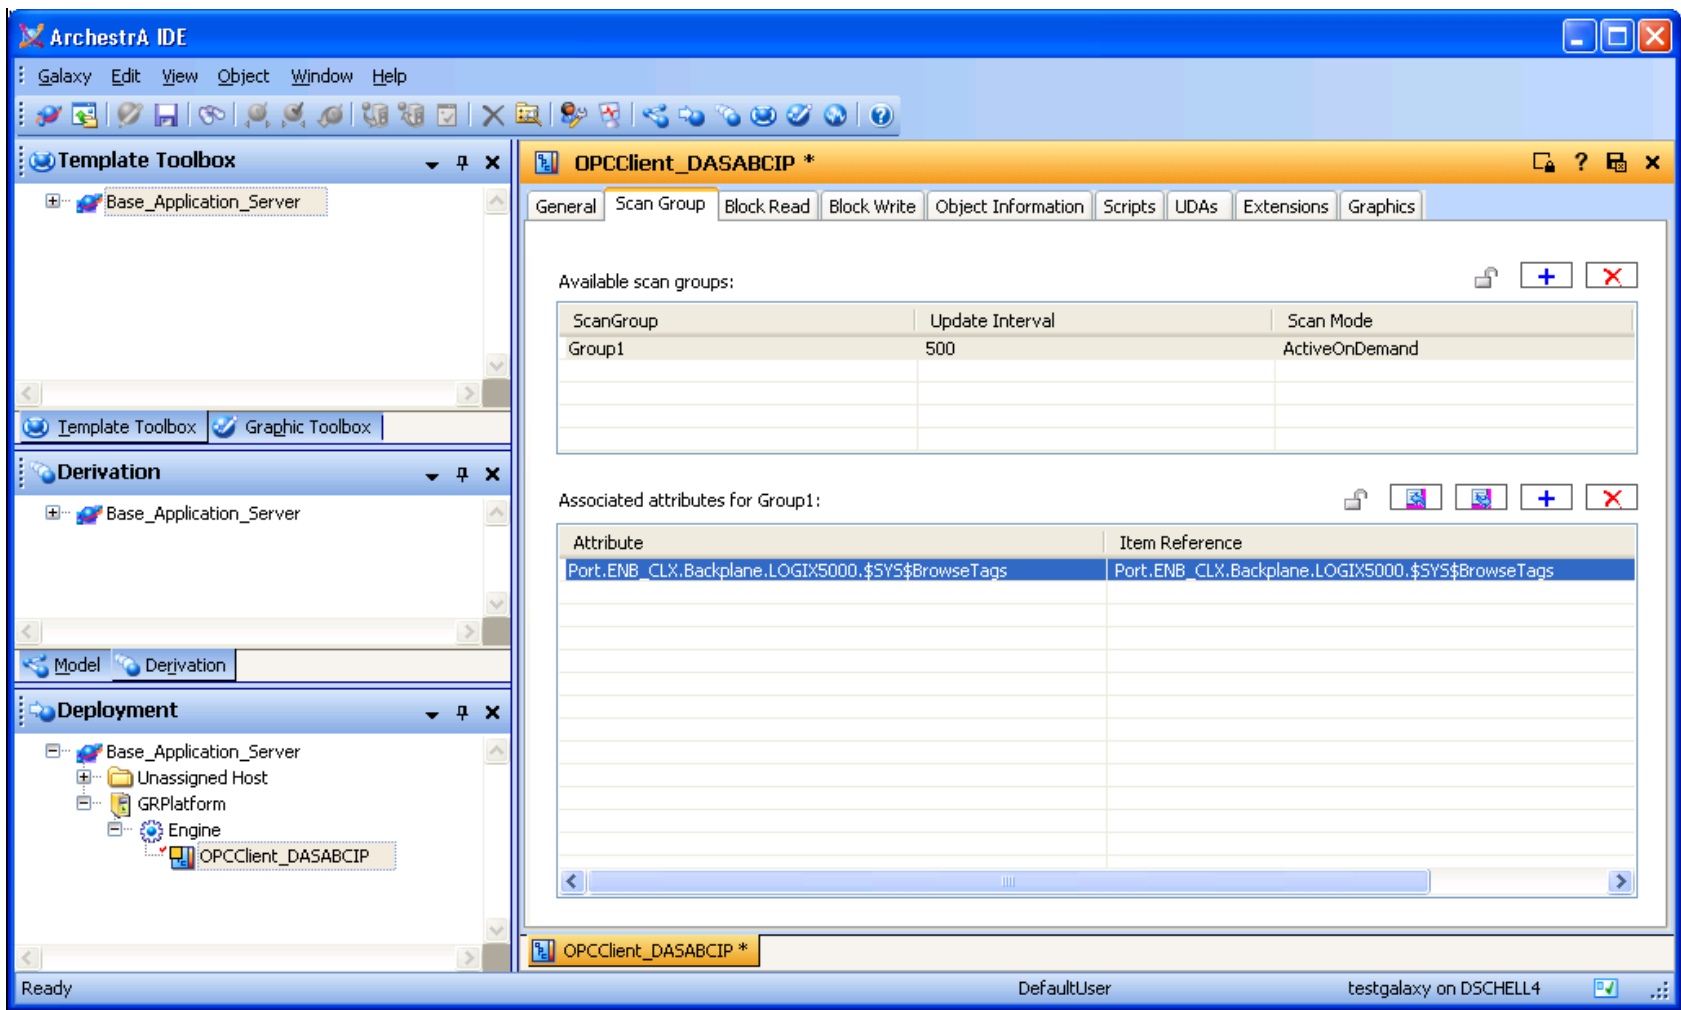 ArchestrA IDE
Galaxy Edit View Object Window Help
Template Toolbox
Base_Application_Server
Template Toolbox Graphic Toolbox
Derivation
Base_Application_Server
Model Derivation
Deployment
Base_Application_Server
Unassigned Host
GRPlatform
Engine
OPCClient_DASABCIP
OPCClient_DASABCIP *
General Scan Group Block Read Block Write Object Information Scripts UDAs Extensions Graphics
Available scan groups:
ScanGroup Update Interval Scan Mode
Group1 500 ActiveOnDemand
Associated attributes for Group1:
Attribute Item Reference
Port.ENB_CLX.Backplane.LOGIX5000.$SYS$BrowseTags Port.ENB_CLX.Backplane.LOGIX5000.$SYS$BrowseTags
OPCClient_DASABCIP *
Ready DefaultUser testgalaxy on DSCHELL4